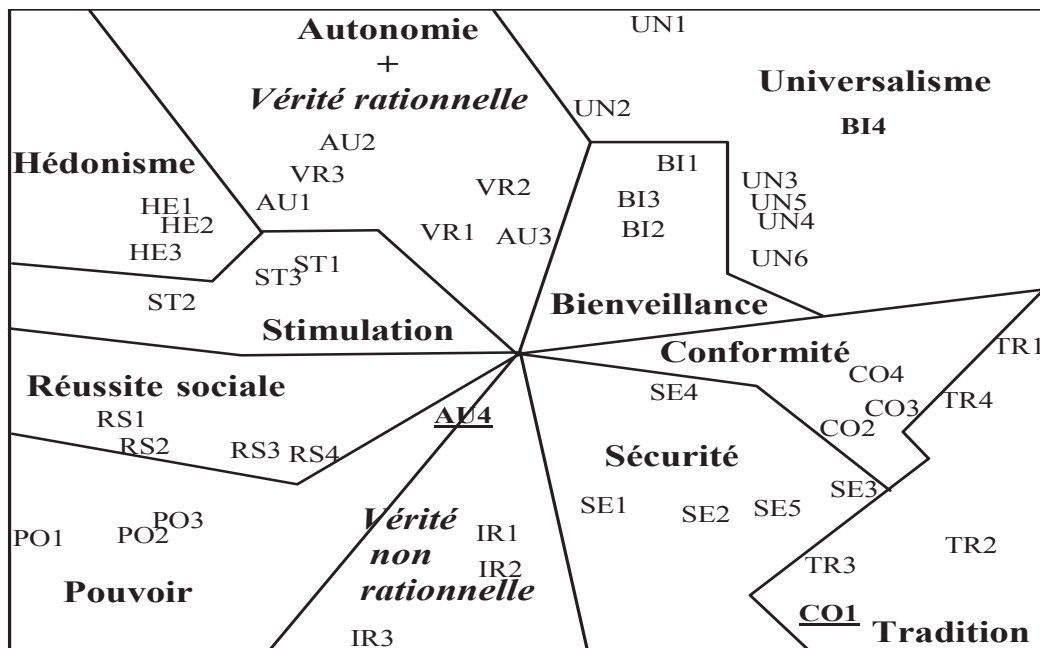 UN1
Autonomie
+
Vérité rationnelle
Universalisme
UN2
BI4
AU2
Hédonisme
VR3
BI1
VR2
UN3
HE1
AU1
BI3
UN5
HE2
VR1
AU3
BI2
UN4
HE3
ST1
UN6
ST3
ST2
Bienveillance
Stimulation
Conformité
TR1
Réussite sociale
CO4
SE4
TR4
RS1
AU4
CO3
CO2
RS2
RS3
RS4
Sécurité
SE3
SE1
SE2
SE5
PO3
Vérité
PO1
PO2
IR1
non
TR2
IR2
TR3
Pouvoir
rationnelle
CO1
IR3
Tradition